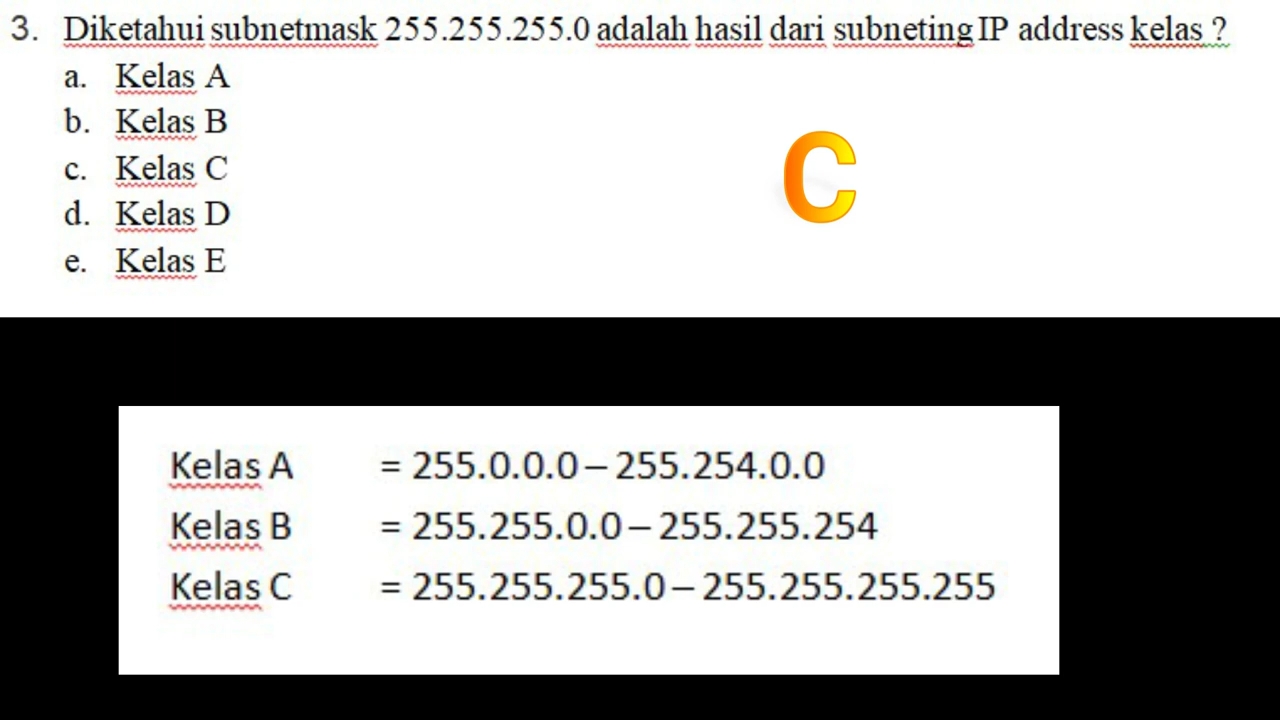 3. Diketahui subnetmask 255.255.255.0 adalah hasil dari subneting IP address kelas ?
a. Kelas A
b. Kelas B
c. Kelas C
d. Kelas D
e. Kelas E
C
Kelas A = 255.0.0.0 – 255.254.0.0
Kelas B = 255.255.0.0 – 255.255.254
Kelas C = 255.255.255.0 – 255.255.255.255